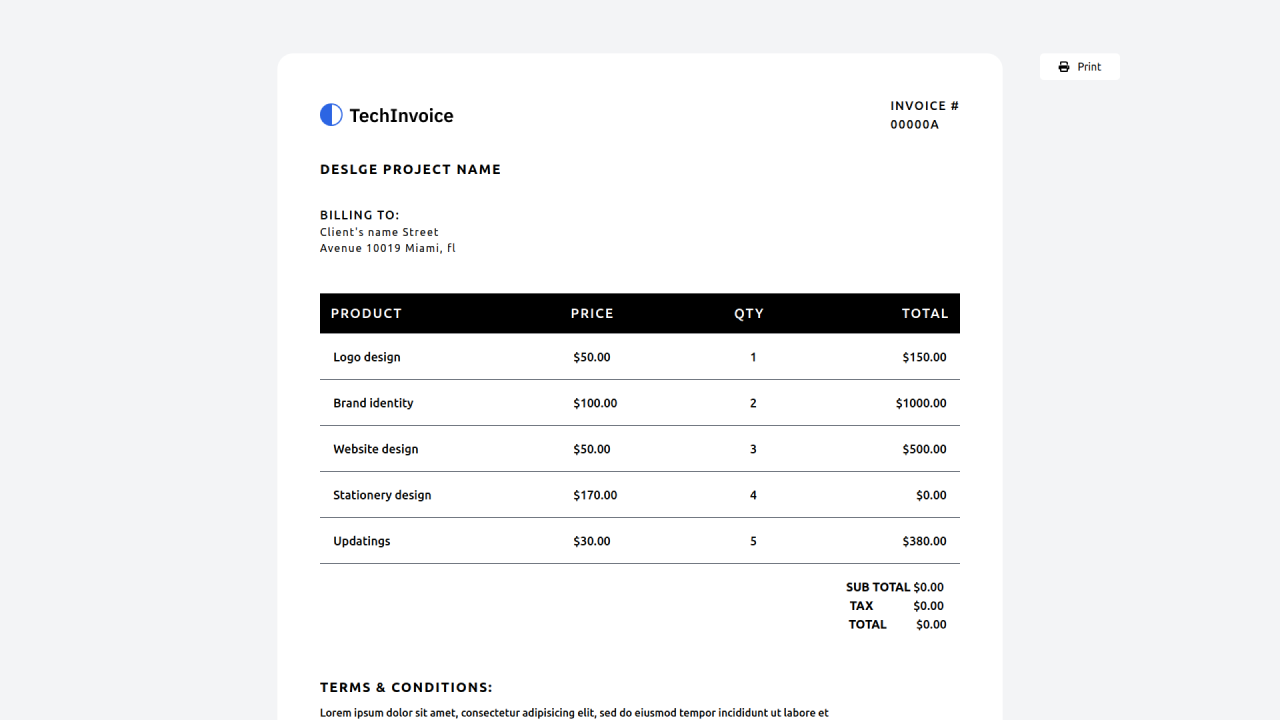 Print
TechInvoice
INVOICE #
00000A
DESLGE PROJECT NAME
BILLING TO:
Client's name Street
Avenue 10019 Miami, fl
PRODUCT PRICE QTY TOTAL
Logo design $50.00 1 $150.00
Brand identity $100.00 2 $1000.00
Website design $50.00 3 $500.00
Stationery design $170.00 4 $0.00
Updatings $30.00 5 $380.00
SUB TOTAL $0.00
TAX $0.00
TOTAL $0.00
TERMS & CONDITIONS:
Lorem ipsum dolor sit amet, consectetur adipisicing elit, sed do eiusmod tempor incididunt ut labore et